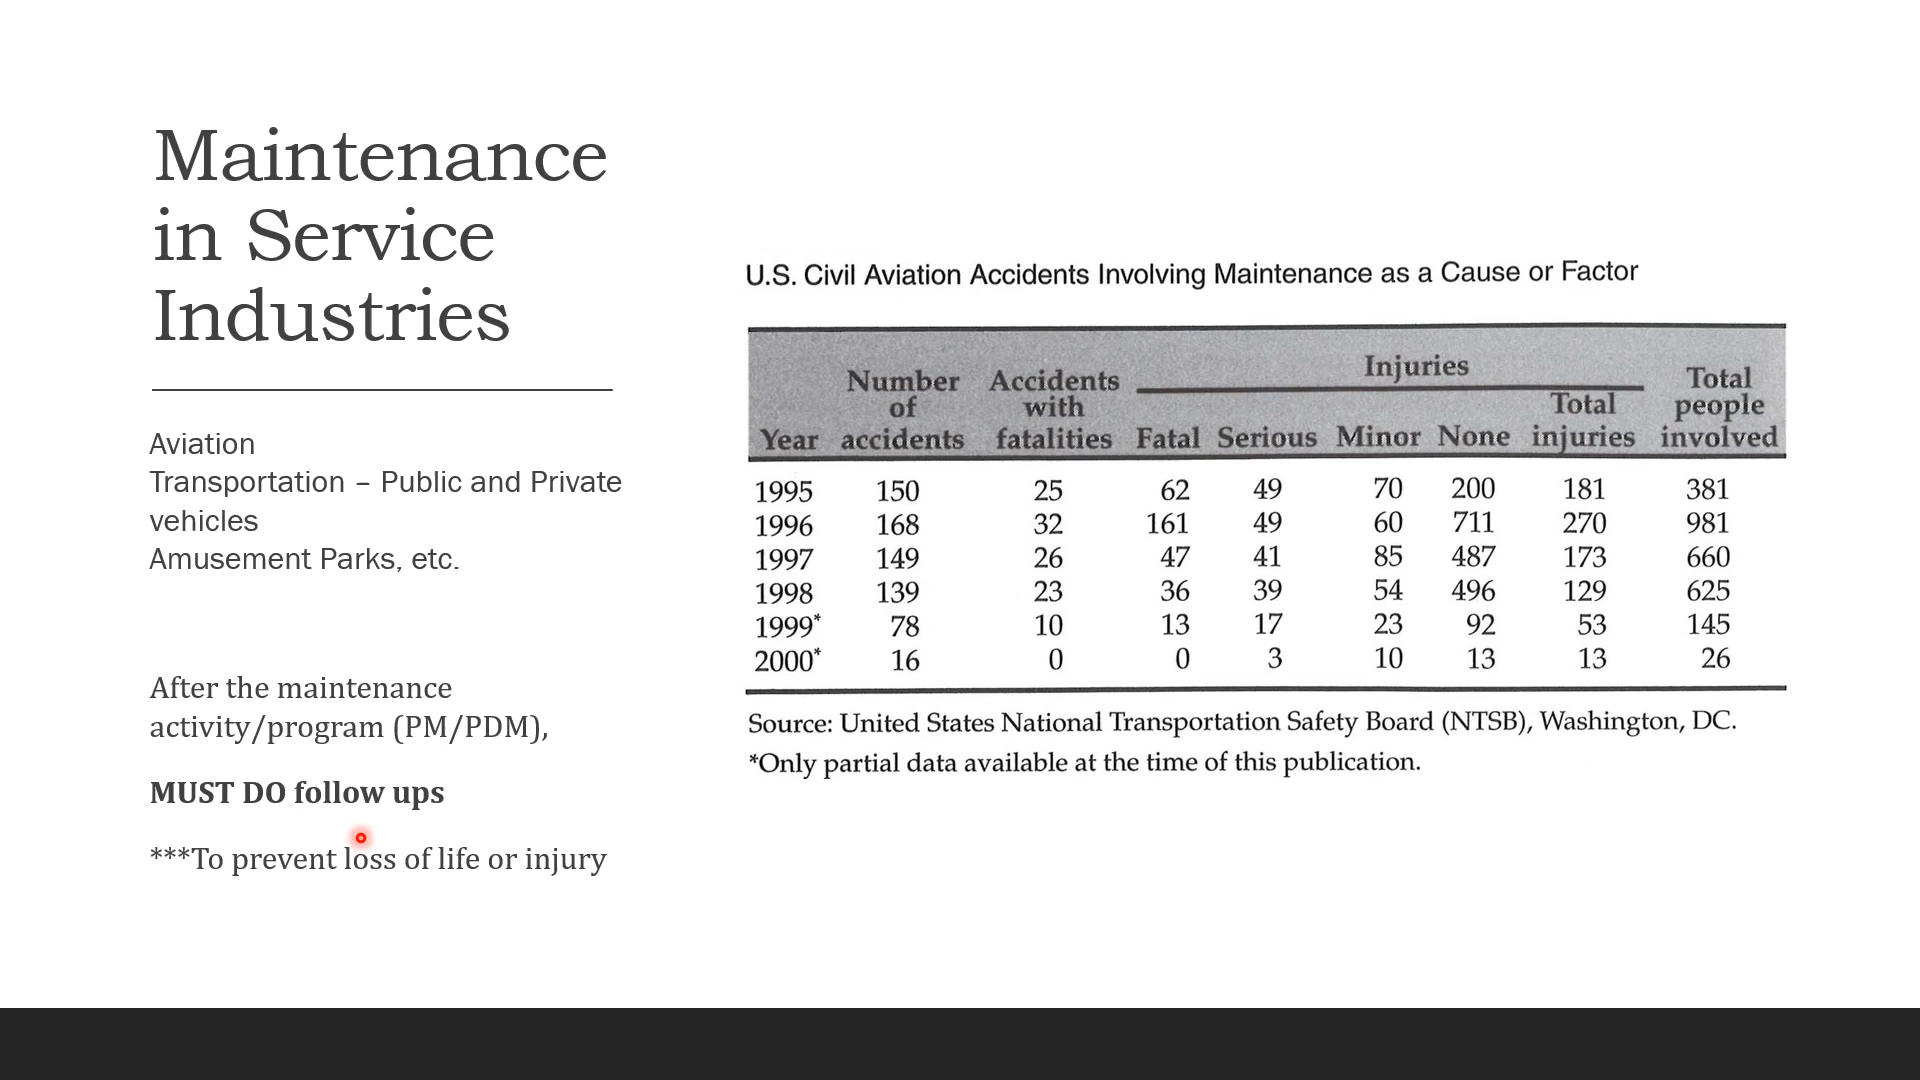 Maintenance
in Service
Industries
Aviation
Transportation – Public and Private
vehicles
Amusement Parks, etc.
After the maintenance
activity/program (PM/PDM),
MUST DO follow ups
***To prevent loss of life or injury
U.S. Civil Aviation Accidents Involving Maintenance as a Cause or Factor
Injuries
Number Accidents Total
of with Total people
Year accidents fatalities Fatal Serious Minor None injuries involved
1995 150 25 62 49 70 200 181 381
1996 168 32 161 49 60 711 270 981
1997 149 26 47 41 85 487 173 660
1998 139 23 36 39 54 496 129 625
1999* 78 10 13 17 23 92 53 145
2000* 16 0 0 3 10 13 13 26
Source: United States National Transportation Safety Board (NTSB), Washington, DC.
*Only partial data available at the time of this publication.